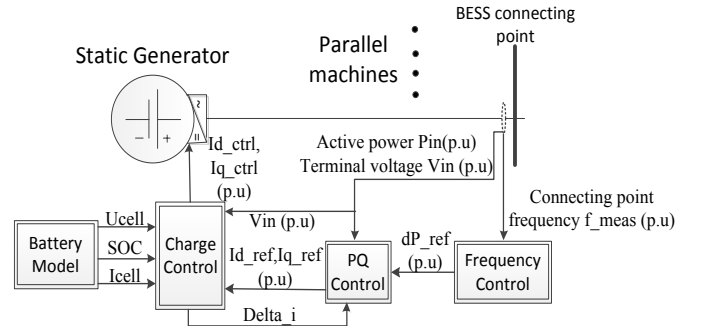 BESS connecting
point
Static Generator
Parallel
machines
~
=
− +
Id_ctrl,
Iq_ctrl
(p.u)
Active power Pin(p.u)
Terminal voltage Vin (p.u)
Connecting point
frequency f_meas (p.u)
Vin (p.u)
Ucell
SOC
Icell
Battery
Model
Charge
Control
Id_ref,Iq_ref
(p.u)
PQ
Control
dP_ref
(p.u)
Frequency
Control
Delta_i